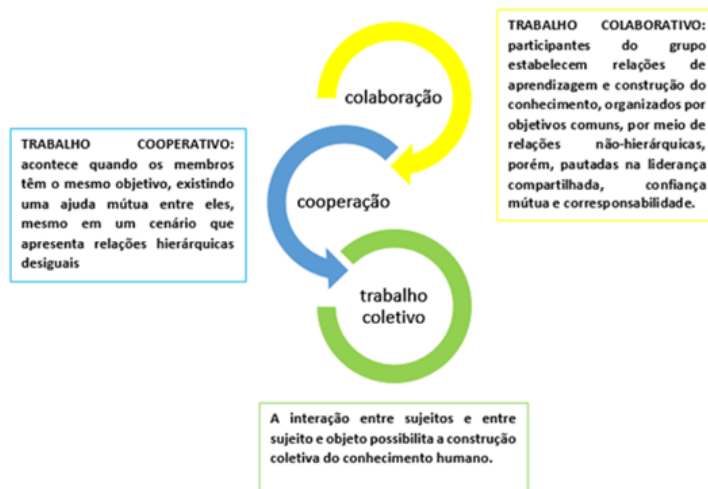 TRABALHO COLABORATIVO:
participantes do grupo
estabelecem relações de
aprendizagem e construção do
conhecimento, organizados por
objetivos comuns, por meio de
relações não-hierárquicas,
porém, pautadas na liderança
compartilhada, confiança
mútua e corresponsabilidade.
colaboração
TRABALHO COOPERATIVO:
acontece quando os membros
têm o mesmo objetivo, existindo
uma ajuda mútua entre eles,
mesmo em um cenário que
apresenta relações hierárquicas
desiguais
cooperação
trabalho
coletivo
A interação entre sujeitos e entre
sujeito e objeto possibilita a construção
coletiva do conhecimento humano.